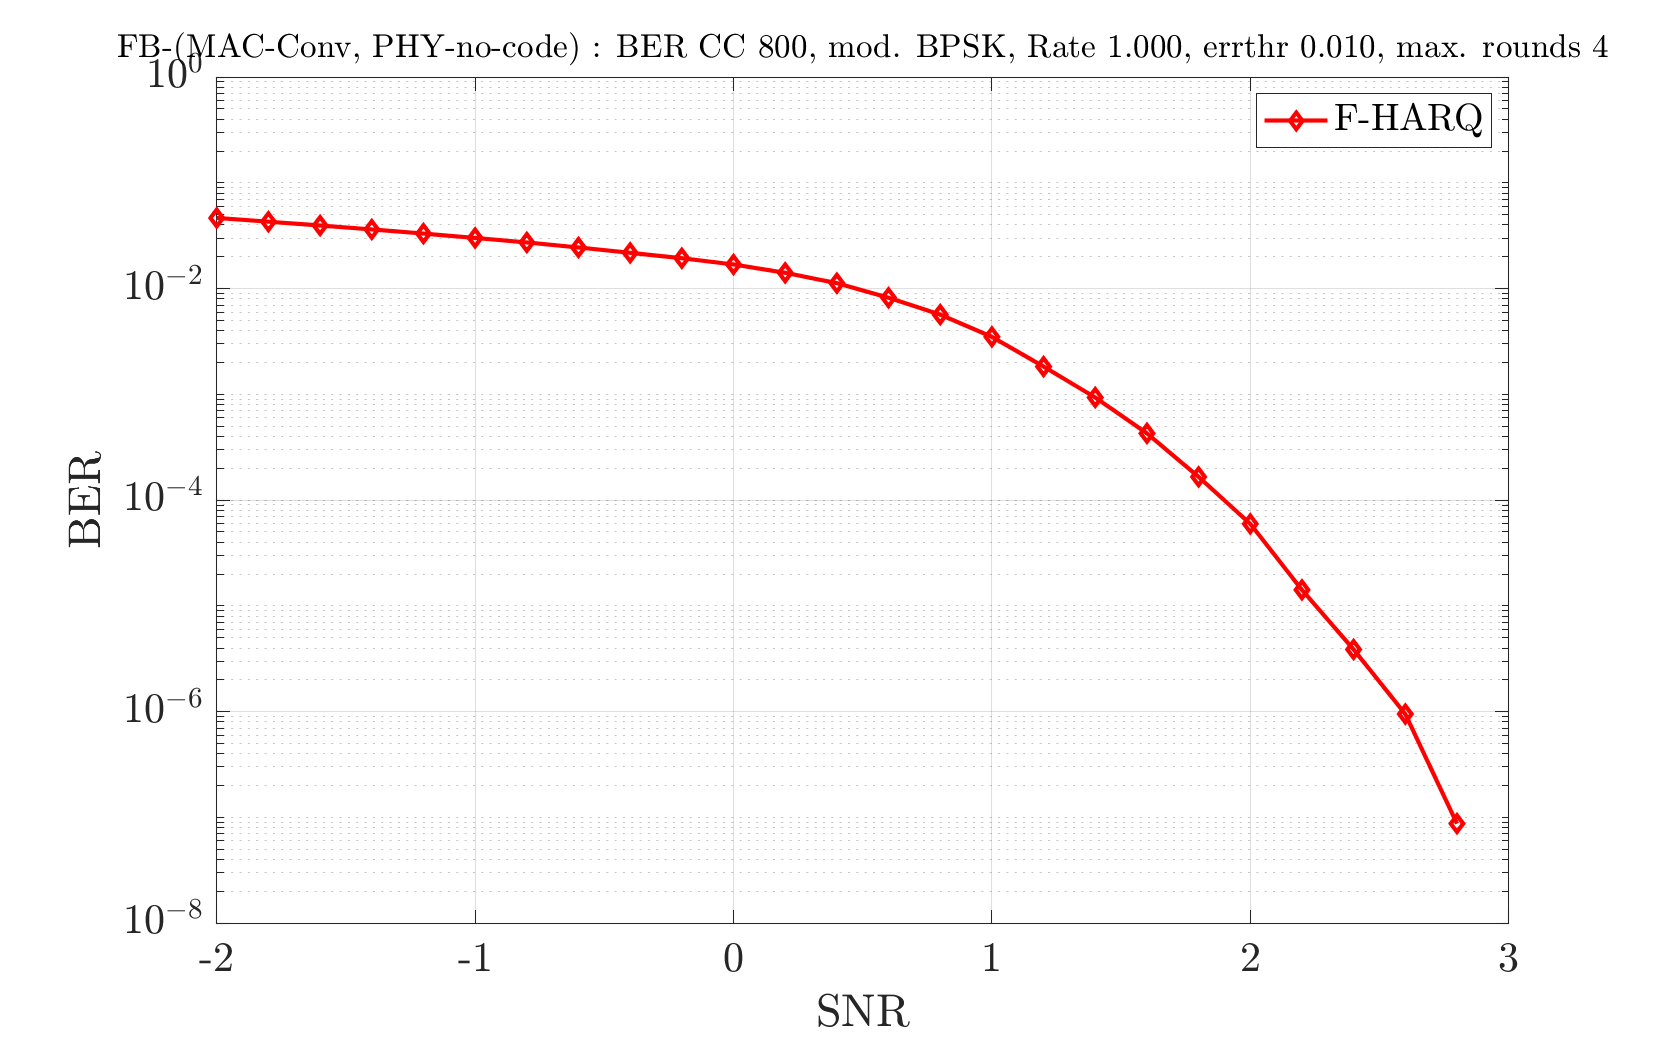 FB-(MAC-Conv, PHY-no-code) : BER CC 800, mod. BPSK, Rate 1.000, errthr 0.010, max. rounds 4
10^0
F-HARQ
10^-2
BER
10^-4
10^-6
10^-8
-2 -1 0 1 2 3
SNR